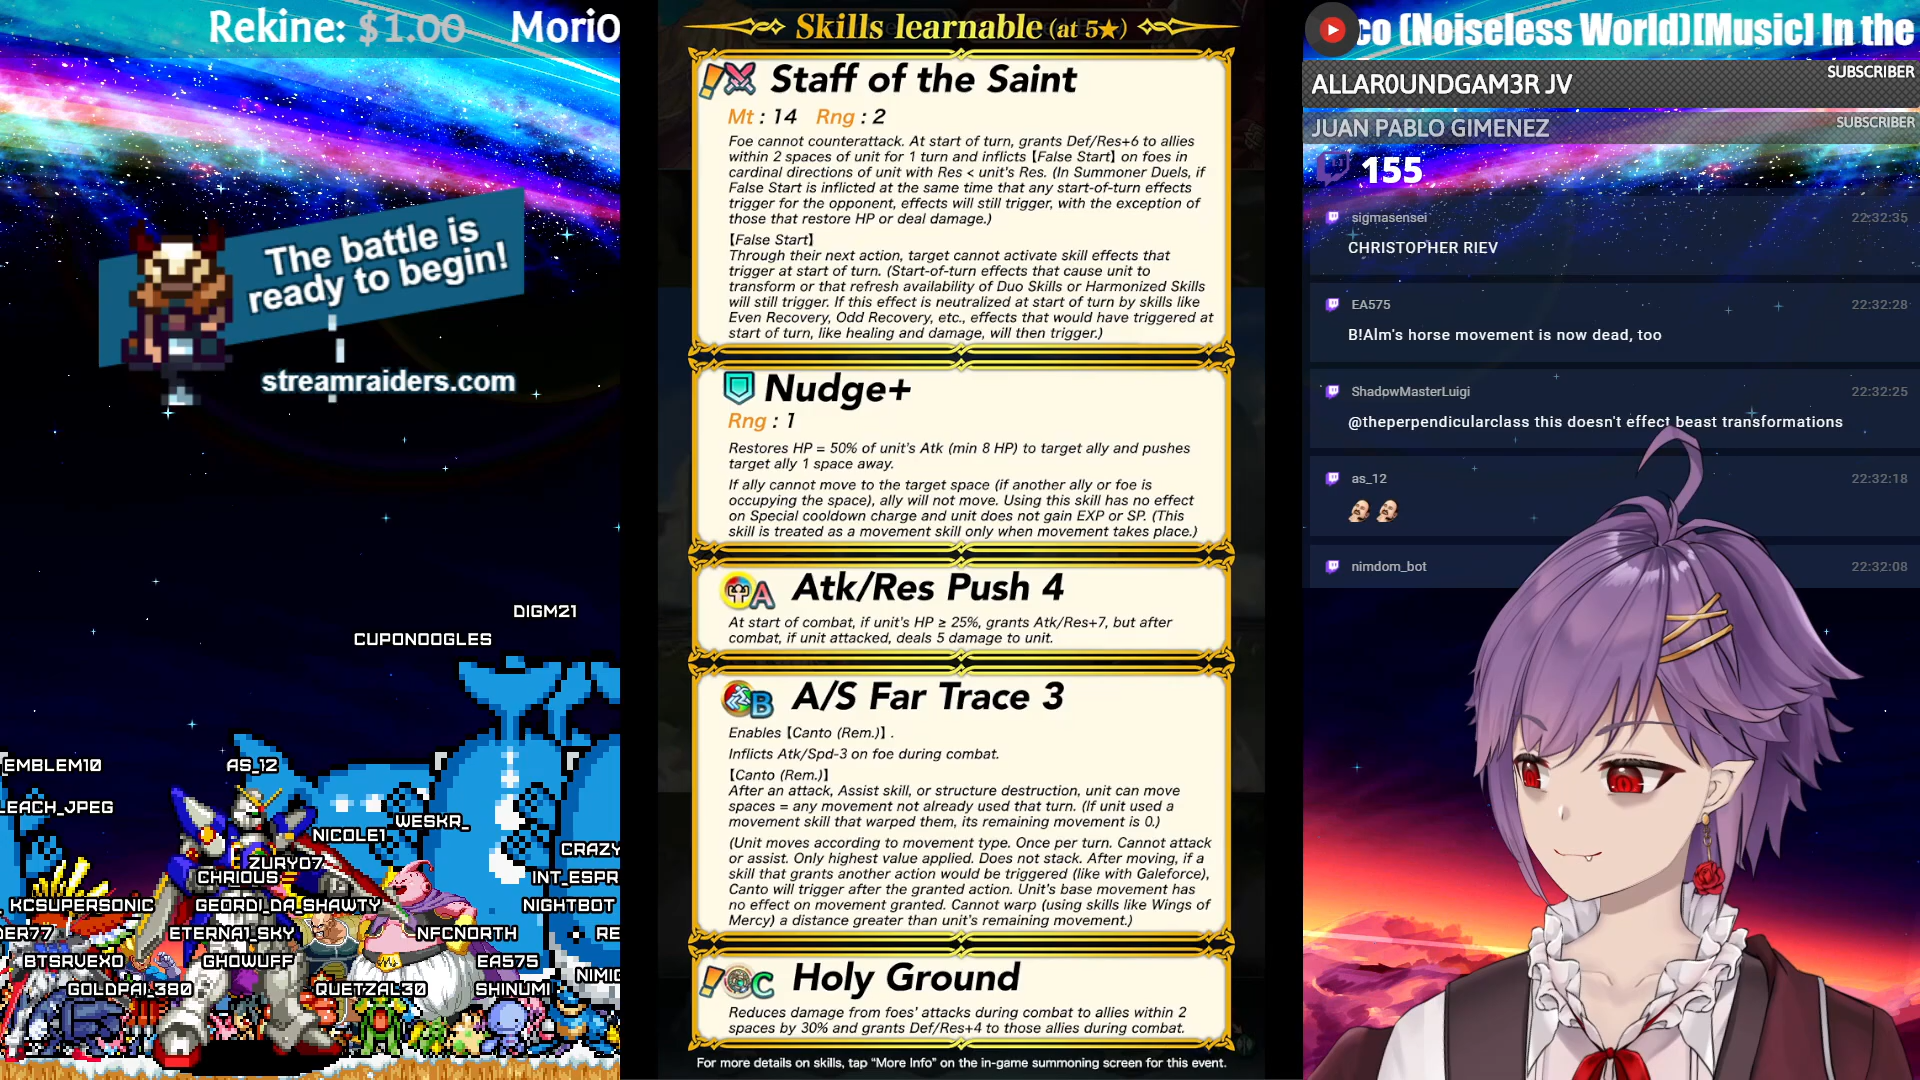 Rekine: $1.00 MoriO
The battle is
ready to begin!
streamraiders.com
DIGM21
CUPONOOGLES
EMBLEM10
AS_12
LEACH_JPEG
WESKR_
NICOLE1
CRAZY
ZURYO7
CHRIOUS
INT_ESPR
KCSUPERSONIC
GEORDI_DA_SHAWTY
NIGHTBOT
DER77
ETERNA1_SKY
NFCNORTH
RE
BTSRVEXO
GHOWUFF
EA575
NIMIC
GOLDPAI_380
QUETZAL30
SHINUMI
Skills learnable (at 5★)
Staff of the Saint
Mt : 14 Rng : 2
Foe cannot counterattack. At start of turn, grants Def/Res+6 to allies
within 2 spaces of unit for 1 turn and inflicts【False Start】on foes in
cardinal directions of unit with Res < unit's Res. (In Summoner Duels, if
False Start is inflicted at the same time that any start-of-turn effects
trigger for the opponent, effects will still trigger, with the exception of
those that restore HP or deal damage.)
【False Start】
Through their next action, target cannot activate skill effects that
trigger at start of turn. (Start-of-turn effects that cause unit to
transform or that refresh availability of Duo Skills or Harmonized Skills
will still trigger. If this effect is neutralized at start of turn by skills like
Even Recovery, Odd Recovery, etc., effects that would have triggered at
start of turn, like healing and damage, will then trigger.)
Nudge+
Rng : 1
Restores HP = 50% of unit's Atk (min 8 HP) to target ally and pushes
target ally 1 space away.
If ally cannot move to the target space (if another ally or foe is
occupying the space), ally will not move. Using this skill has no effect
on Special cooldown charge and unit does not gain EXP or SP. (This
skill is treated as a movement skill only when movement takes place.)
A Atk/Res Push 4
At start of combat, if unit's HP ≥ 25%, grants Atk/Res+7, but after
combat, if unit attacked, deals 5 damage to unit.
B A/S Far Trace 3
Enables【Canto (Rem.)】.
Inflicts Atk/Spd-3 on foe during combat.
【Canto (Rem.)】
After an attack, Assist skill, or structure destruction, unit can move
spaces = any movement not already used that turn. (If unit used a
movement skill that warped them, its remaining movement is 0.)
(Unit moves according to movement type. Once per turn. Cannot attack
or assist. Only highest value applied. Does not stack. After moving, if a
skill that grants another action would be triggered (like with Galeforce),
Canto will trigger after the granted action. Unit's base movement has
no effect on movement granted. Cannot warp (using skills like Wings of
Mercy) a distance greater than unit's remaining movement.)
C Holy Ground
Reduces damage from foes' attacks during combat to allies within 2
spaces by 30% and grants Def/Res+4 to those allies during combat.
For more details on skills, tap “More Info” on the in-game summoning screen for this event.
co (Noiseless World)[Music] In the
ALLAR0UNDGAM3R JV SUBSCRIBER
JUAN PABLO GIMENEZ SUBSCRIBER
155
sigmasensei 22:32:35
CHRISTOPHER RIEV
EA575 22:32:28
B!Alm's horse movement is now dead, too
ShadowMasterLuigi 22:32:25
@theperpendicularclass this doesn't effect beast transformations
as_12 22:32:18
nimdom_bot 22:32:08